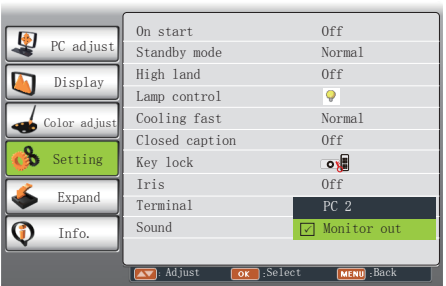 PC adjust
Display
Color adjust
Setting
Expand
Info.
On start Off
Standby mode Normal
High land Off
Lamp control
Cooling fast Normal
Closed caption Off
Key lock
Iris Off
Terminal PC 2
Sound Monitor out
: Adjust OK :Select MENU :Back